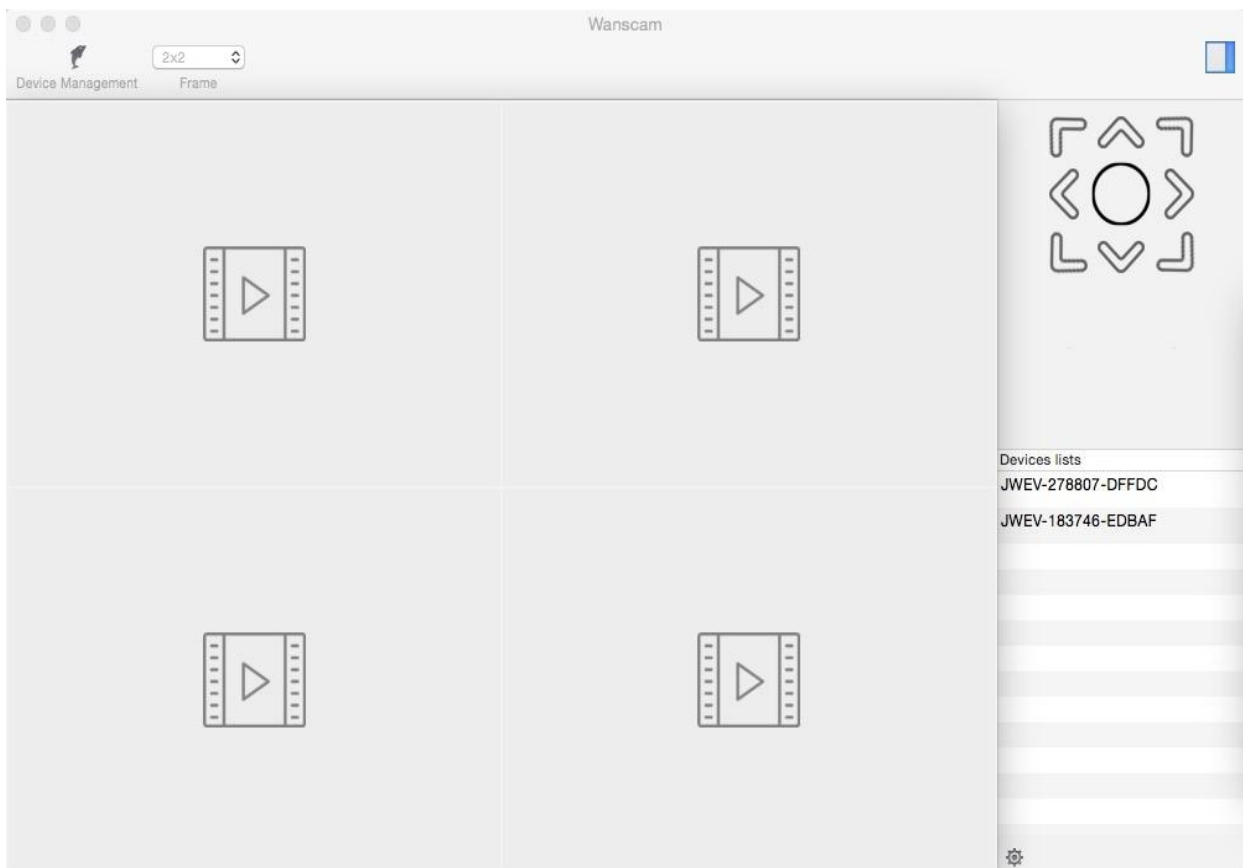 Wanscam
2x2
Device Management Frame
Devices lists
JWEV-278807-DFFDC
JWEV-183746-EDBAF